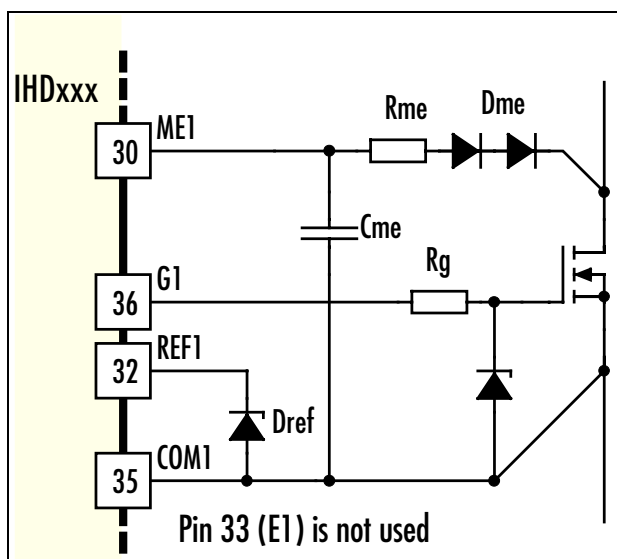 IHDxxx
ME1
30
Rme
Dme
Cme
G1
36
Rg
REF1
32
Dref
COM1
35
Pin 33 (E1) is not used